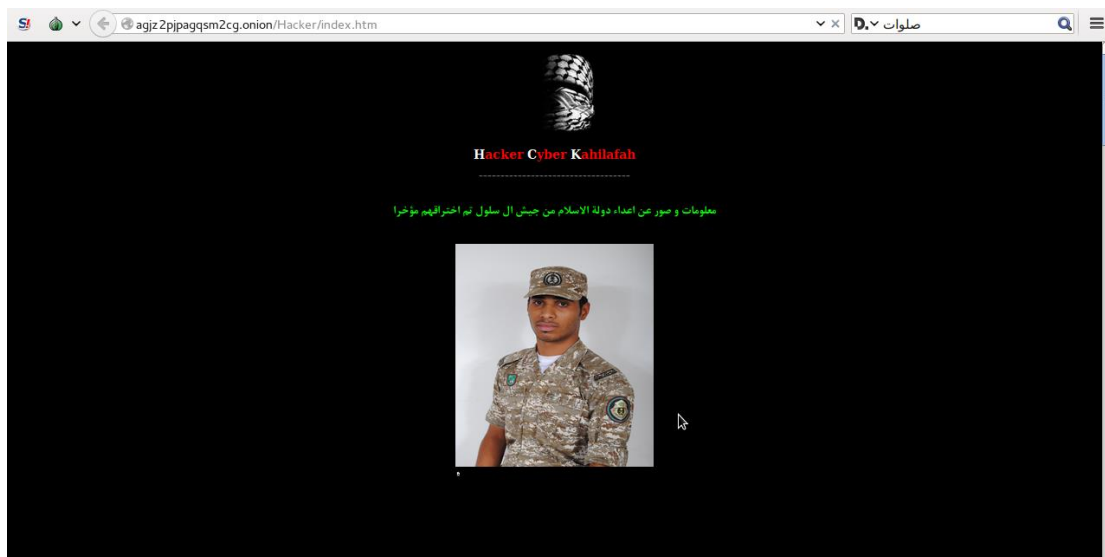 agjz2pjpagqsm2cg.onion/Hacker/index.htm
D. صلوات
Hacker Cyber Kahilafah
-----------------------------------
معلومات و صور عن اعداء دولة الاسلام من جيش ال سلول تم اختراقهم مؤخرا